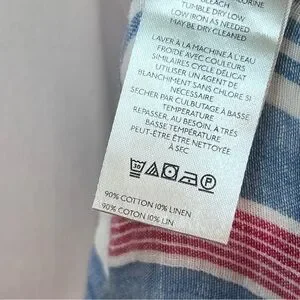 BLEACH
TUMBLE DRY LOW
LOW IRON AS NEEDED
MAY BE DRY CLEANED
LAVER À LA MACHINE À L'EAU
FROIDE AVEC COULEURS
SIMILAIRES CYCLE DÉLICAT
UTILISER UN AGENT DE
BLANCHIMENT SANS CHLORE SI
NÉCESSAIRE
SÉCHER PAR CULBUTAGE À BASSE
TEMPÉRATURE
REPASSER, AU BESOIN, À TRÈS
BASSE TEMPÉRATURE
PEUT-ÊTRE ÊTRE NETTOYÉE
À SEC
30
P
90% COTTON 10% LINEN
90% COTON 10% LIN